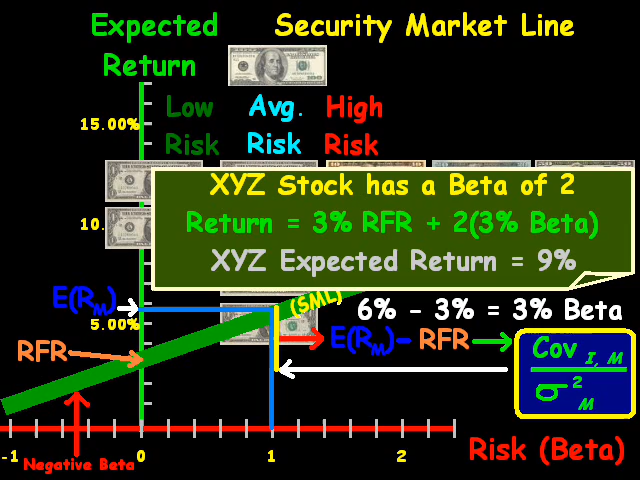 Expected
Return
Security Market Line
Low
Risk
Avg.
Risk
High
Risk
15.00%
XYZ Stock has a Beta of 2
Return = 3% RFR + 2(3% Beta)
XYZ Expected Return = 9%
10.
E(RM)
(SML)
6% - 3% = 3% Beta
5.00%
RFR
E(RM)- RFR
Cov I, M
σ 2 M
-1
0
1
2
Negative Beta
Risk (Beta)